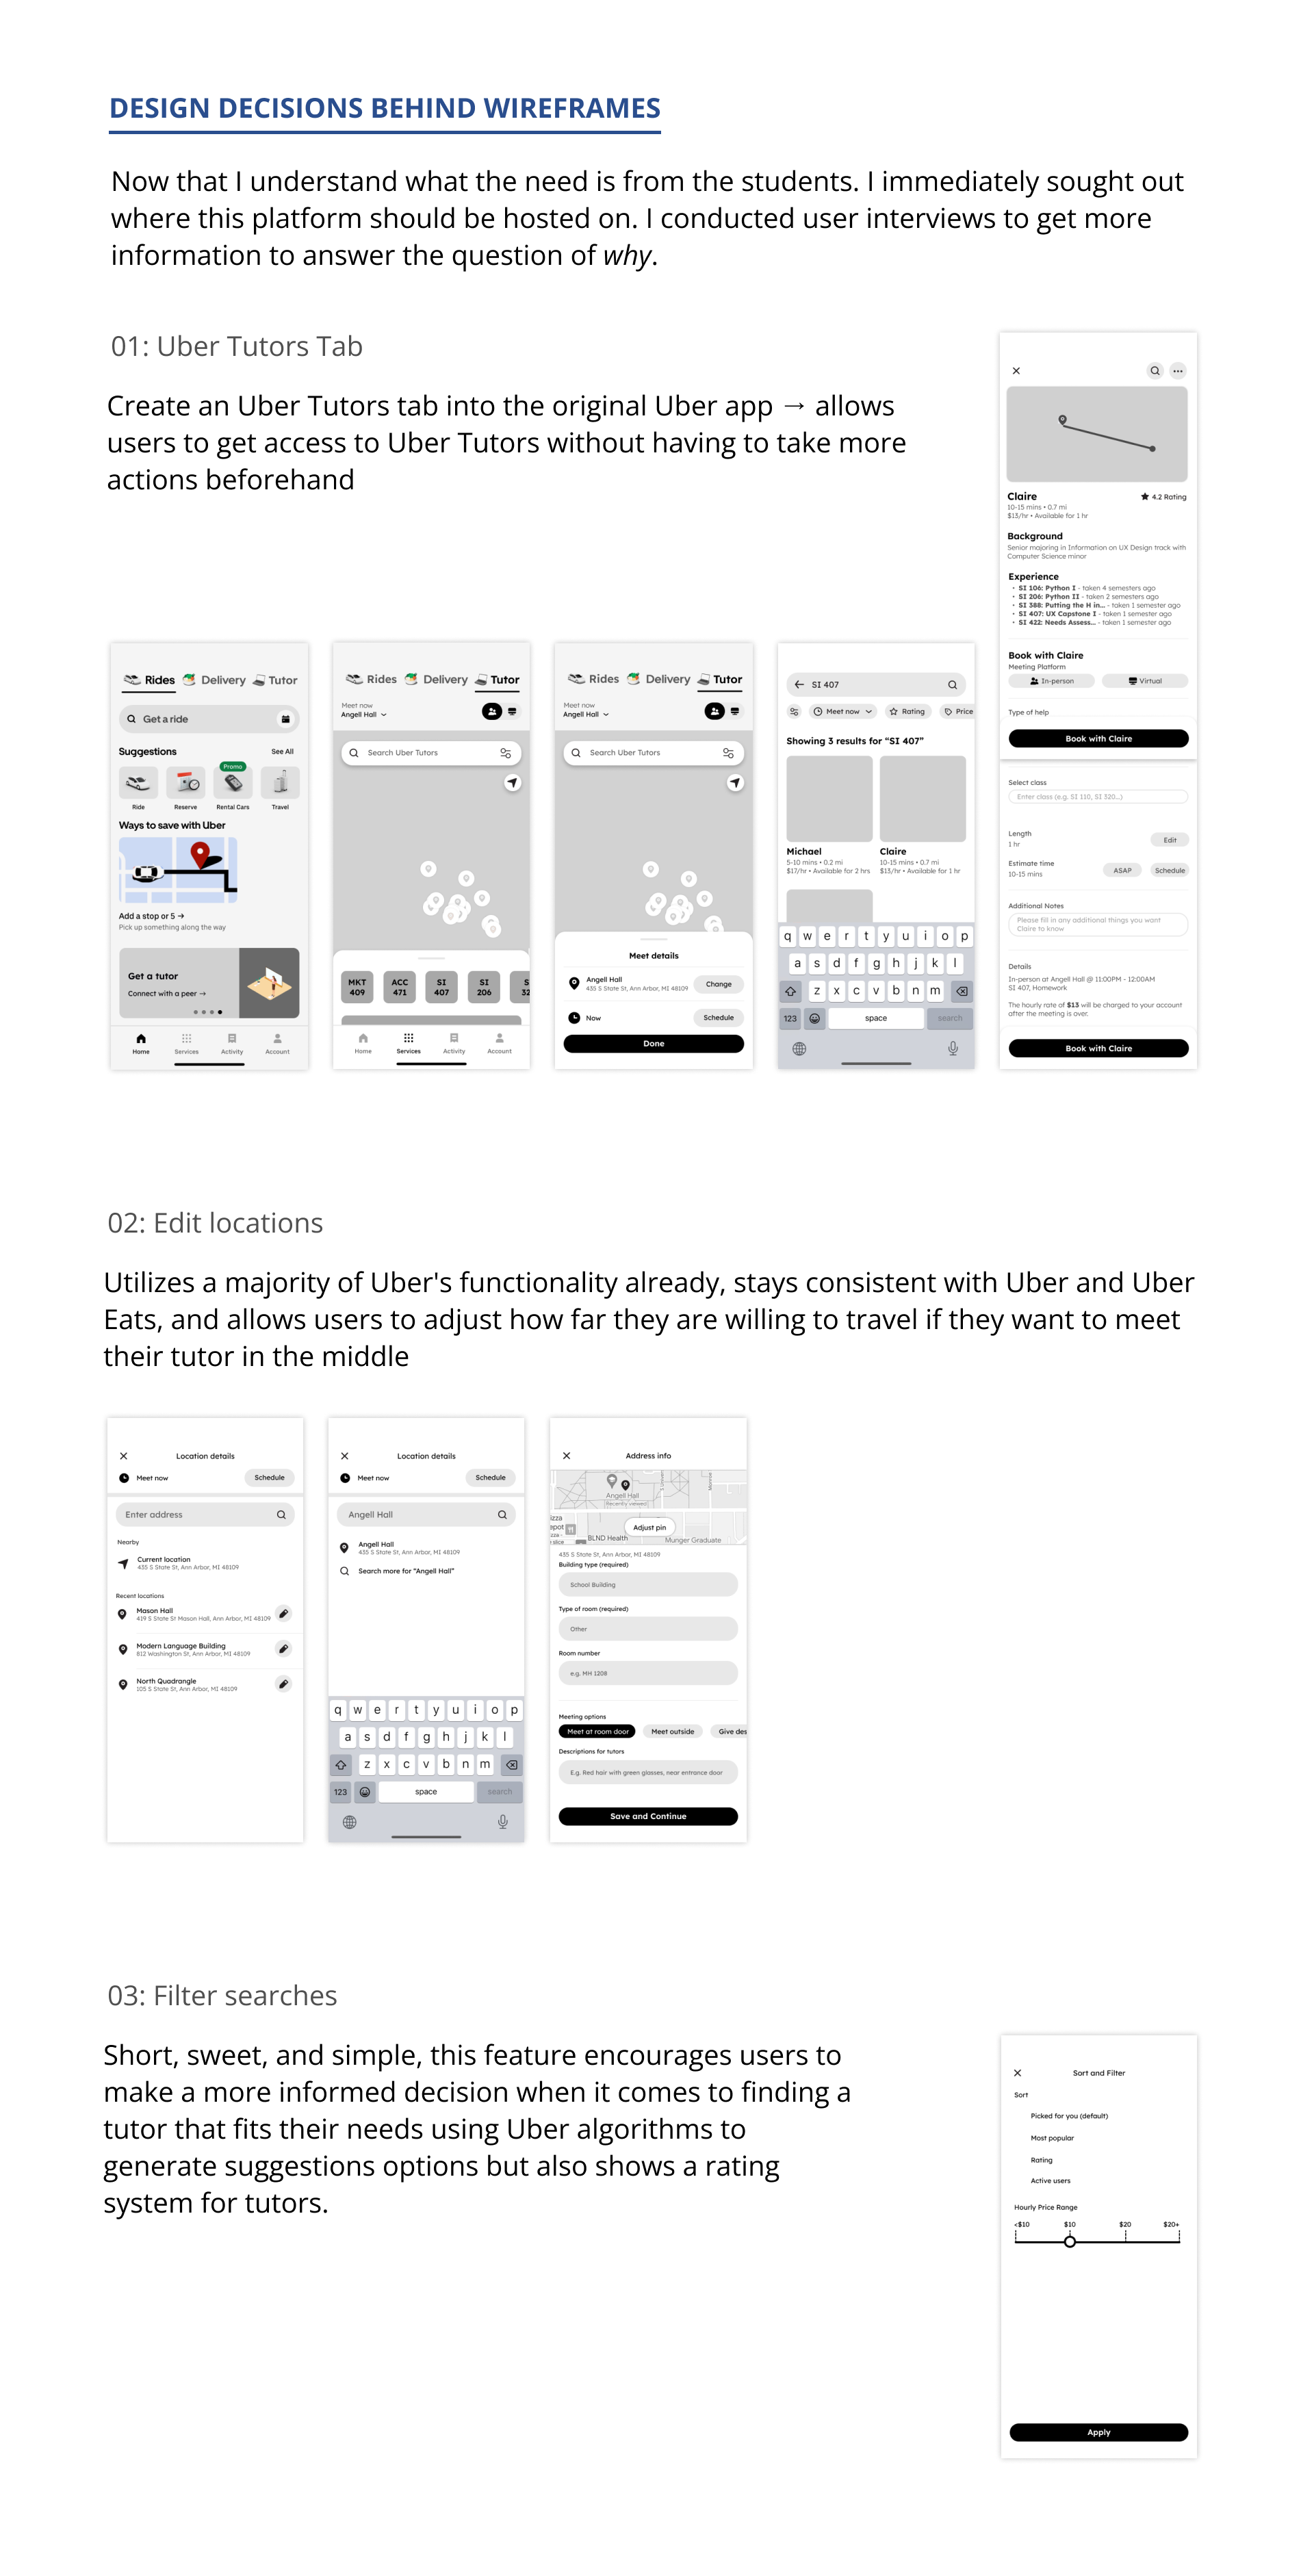 DESIGN DECISIONS BEHIND WIREFRAMES
Now that I understand what the need is from the students. I immediately sought out
where this platform should be hosted on. I conducted user interviews to get more
information to answer the question of why.
01: Uber Tutors Tab
Create an Uber Tutors tab into the original Uber app → allows
users to get access to Uber Tutors without having to take more
actions beforehand
Rides Delivery Tutor
Get a ride
Suggestions See All
Promo
Ride Reserve Rental Cars Travel
Ways to save with Uber
Add a stop or 5 →
Pick up something along the way
Get a tutor
Connect with a peer →
Home Services Activity Account
Rides Delivery Tutor
Meet now
Angell Hall
Search Uber Tutors
MKT 409
ACC 471
SI 407
SI 206
S 32
Home Services Activity Account
Rides Delivery Tutor
Meet now
Angell Hall
Search Uber Tutors
Meet details
Angell Hall
435 S State St, Ann Arbor, MI 48109
Change
Now
Schedule
Done
SI 407
Meet now Rating Price
Showing 3 results for “SI 407”
Michael
5-10 mins • 0.2 mi
$17/hr • Available for 2 hrs
Claire
10-15 mins • 0.7 mi
$13/hr • Available for 1 hr
q w e r t y u i o p
a s d f g h j k l
z x c v b n m
123 space search
Claire 4.2 Rating
10-15 mins • 0.7 mi
$13/hr • Available for 1 hr
Background
Senior majoring in Information on UX Design track with
Computer Science minor
Experience
• SI 106: Python I - taken 4 semesters ago
• SI 206: Python II - taken 2 semesters ago
• SI 388: Putting the H in... - taken 1 semester ago
• SI 407: UX Capstone I - taken 1 semester ago
• SI 422: Needs Assess... - taken 1 semester ago
Book with Claire
Meeting Platform
In-person Virtual
Type of help
Book with Claire
Select class
Enter class (e.g. SI 110, SI 320...)
Length
1 hr
Edit
Estimate time
10-15 mins
ASAP Schedule
Additional Notes
Please fill in any additional things you want
Claire to know
Details
In-person at Angell Hall @ 11:00PM - 12:00AM
SI 407, Homework
The hourly rate of $13 will be charged to your account
after the meeting is over.
Book with Claire
02: Edit locations
Utilizes a majority of Uber's functionality already, stays consistent with Uber and Uber
Eats, and allows users to adjust how far they are willing to travel if they want to meet
their tutor in the middle
Location details
Meet now Schedule
Enter address
Nearby
Current location
435 S State St, Ann Arbor, MI 48109
Recent locations
Mason Hall
419 S State St Mason Hall, Ann Arbor, MI 48109
Modern Language Building
812 Washington St, Ann Arbor, MI 48109
North Quadrangle
105 S State St, Ann Arbor, MI 48109
Location details
Meet now Schedule
Angell Hall
Angell Hall
435 S State St, Ann Arbor, MI 48109
Search more for “Angell Hall”
q w e r t y u i o p
a s d f g h j k l
z x c v b n m
123 space search
Address info
Angell Hall
Recently viewed
Adjust pin
BLND Health
Munger Graduate
435 S State St, Ann Arbor, MI 48109
Building type (required)
School Building
Type of room (required)
Other
Room number
e.g. MH 1208
Meeting options
Meet at room door Meet outside Give des
Descriptions for tutors
E.g. Red hair with green glasses, near entrance door
Save and Continue
03: Filter searches
Short, sweet, and simple, this feature encourages users to
make a more informed decision when it comes to finding a
tutor that fits their needs using Uber algorithms to
generate suggestions options but also shows a rating
system for tutors.
Sort and Filter
Sort
Picked for you (default)
Most popular
Rating
Active users
Hourly Price Range
<$10 $10 $20 $20+
Apply